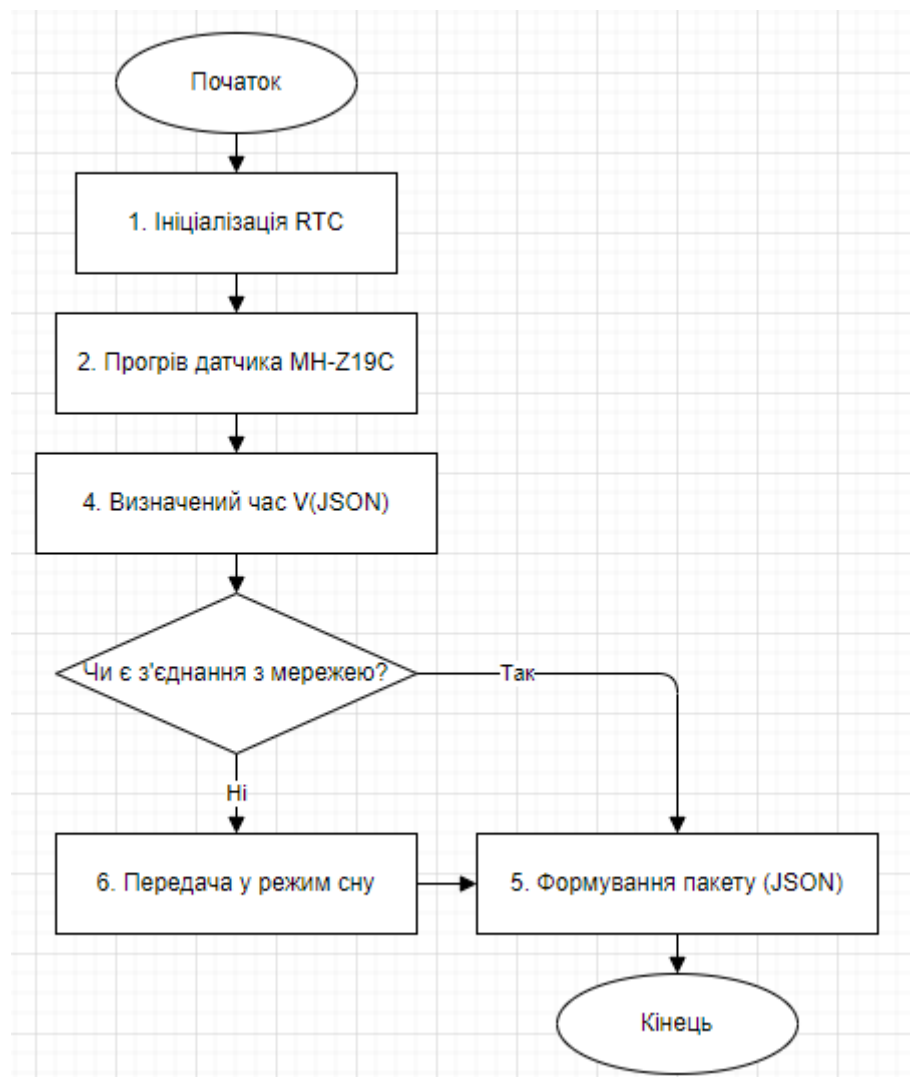 Початок
1. Ініціалізація RTC
2. Прогрів датчика MH-Z19C
4. Визначений час V(JSON)
Чи є з'єднання з мережею?
Так
Ні
6. Передача у режим сну
5. Формування пакету (JSON)
Кінець